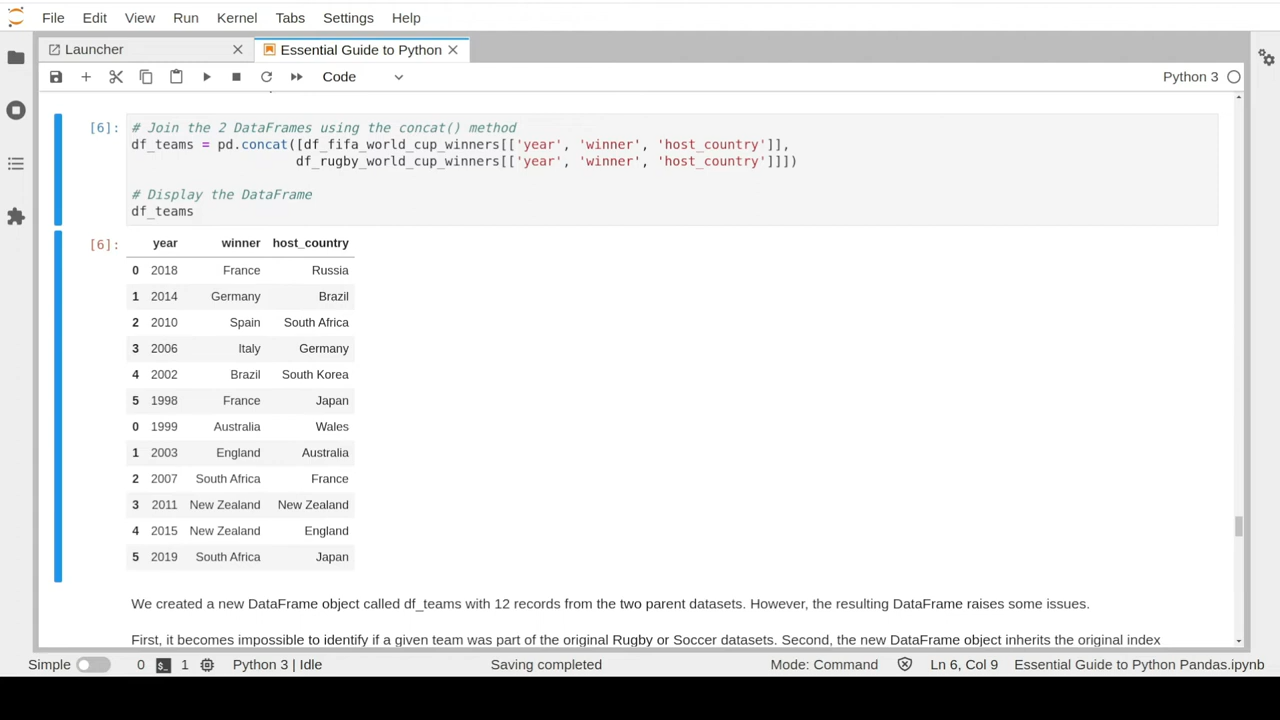 File Edit View Run Kernel Tabs Settings Help
Launcher Essential Guide to Python
Code Python 3
[6]: # Join the 2 DataFrames using the concat() method
df_teams = pd.concat([df_fifa_world_cup_winners[['year', 'winner', 'host_country']],
df_rugby_world_cup_winners[['year', 'winner', 'host_country']]])
# Display the DataFrame
df_teams
[6]: year winner host_country
0 2018 France Russia
1 2014 Germany Brazil
2 2010 Spain South Africa
3 2006 Italy Germany
4 2002 Brazil South Korea
5 1998 France Japan
0 1999 Australia Wales
1 2003 England Australia
2 2007 South Africa France
3 2011 New Zealand New Zealand
4 2015 New Zealand England
5 2019 South Africa Japan
We created a new DataFrame object called df_teams with 12 records from the two parent datasets. However, the resulting DataFrame raises some issues.
First, it becomes impossible to identify if a given team was part of the original Rugby or Soccer datasets. Second, the new DataFrame object inherits the original index
Simple 0 1 Python 3 | Idle Saving completed Mode: Command Ln 6, Col 9 Essential Guide to Python Pandas.ipynb